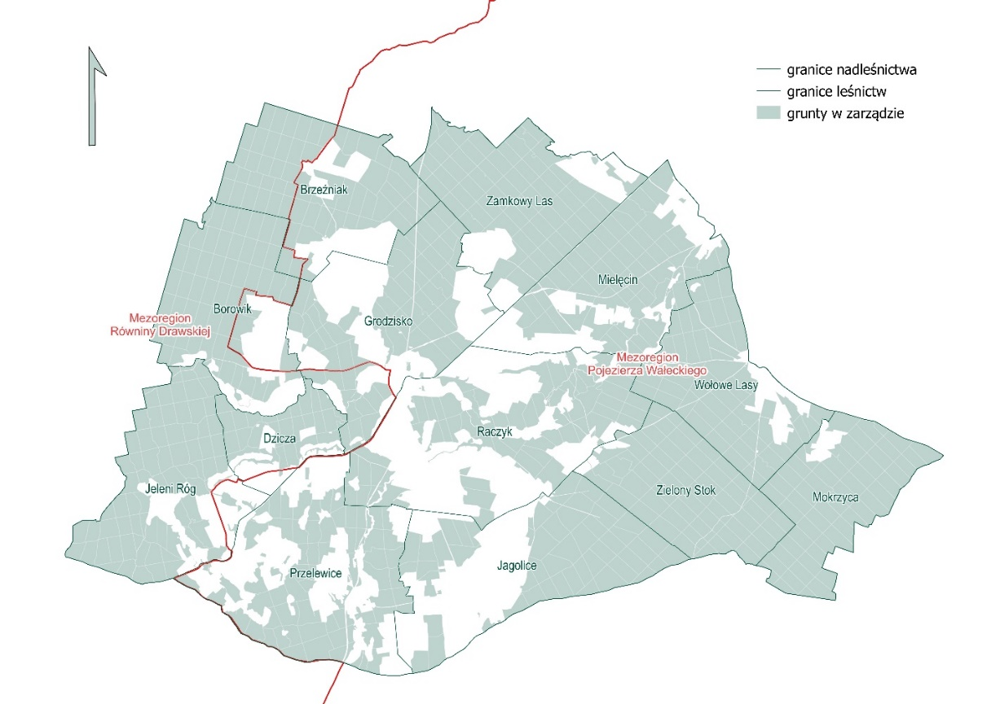 granice nadleśnictwa
granice leśnictw
grunty w zarządzie
Brzeźniak
Zamkowy Las
Mielęcin
Borowik
Mezoregion
Równiny Drawskiej
Grodzisko
Mezoregion
Pojezierza Wałeckiego
Wołowe Lasy
Raczyk
Dzicza
Jeleni Róg
Zielony Stok
Mokrzyca
Jagolice
Przelewice